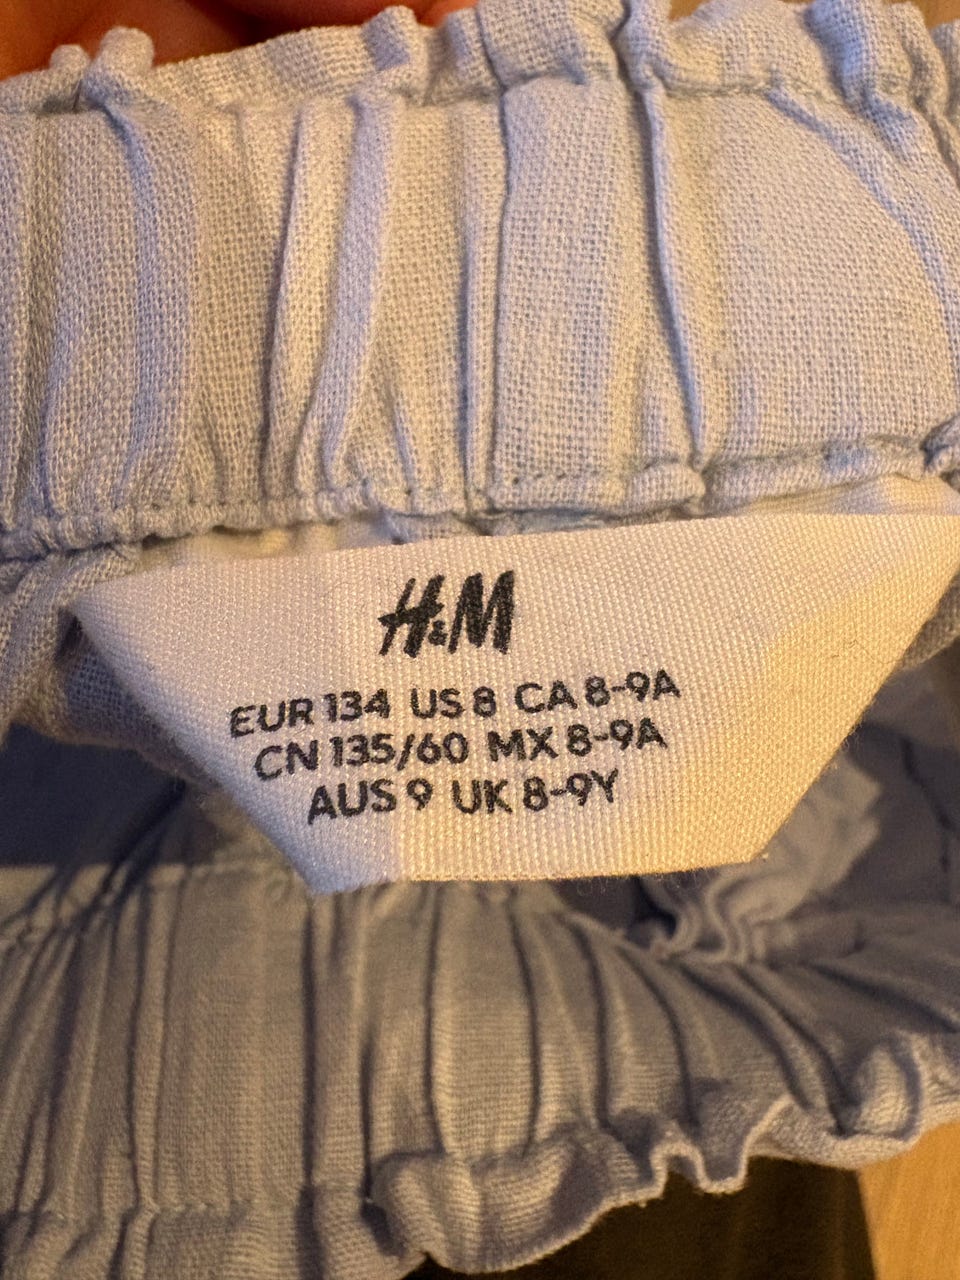 H&M
EUR 134 US 8 CA 8-9A
CN 135/60 MX 8-9A
AUS 9 UK 8-9Y